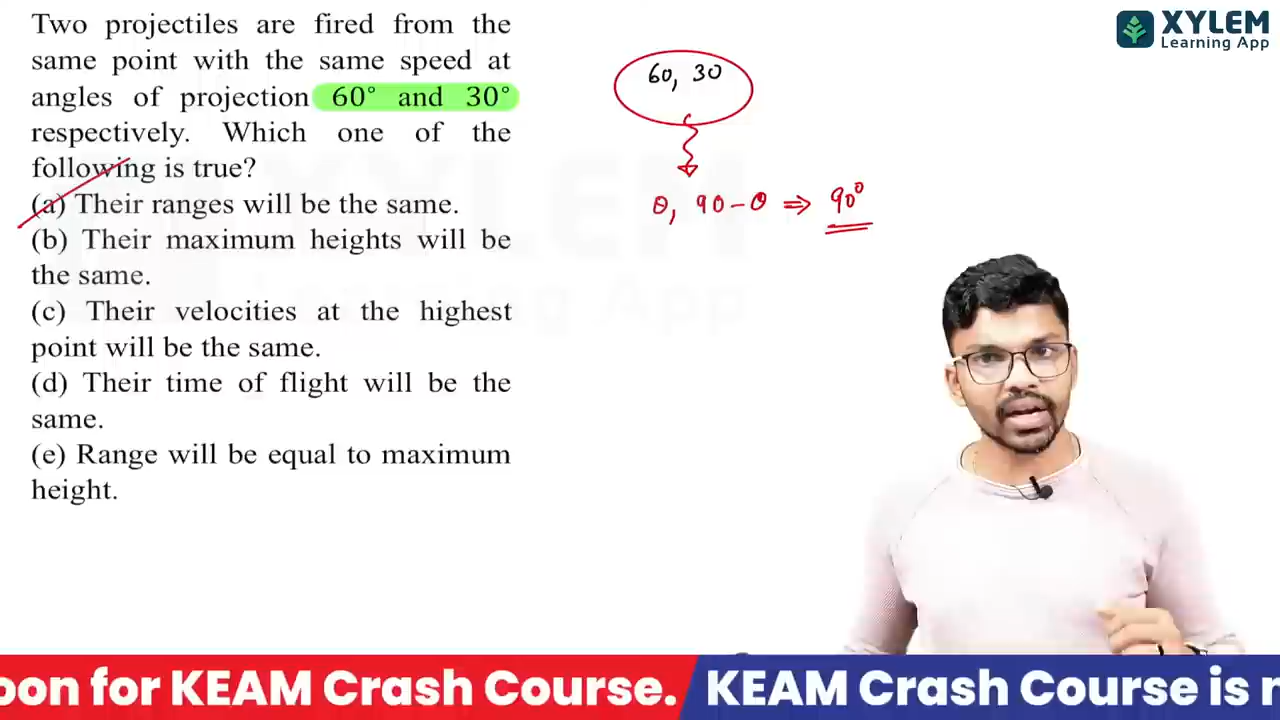 Two projectiles are fired from the
same point with the same speed at
angles of projection 60° and 30°
respectively. Which one of the
following is true?
(a) Their ranges will be the same.
(b) Their maximum heights will be
the same.
(c) Their velocities at the highest
point will be the same.
(d) Their time of flight will be the
same.
(e) Range will be equal to maximum
height.
60, 30
θ, 90-θ ⇒ 90°
XYLEM
Learning App
XYLEM
Learning App
oon for KEAM Crash Course.
KEAM Crash Course is n